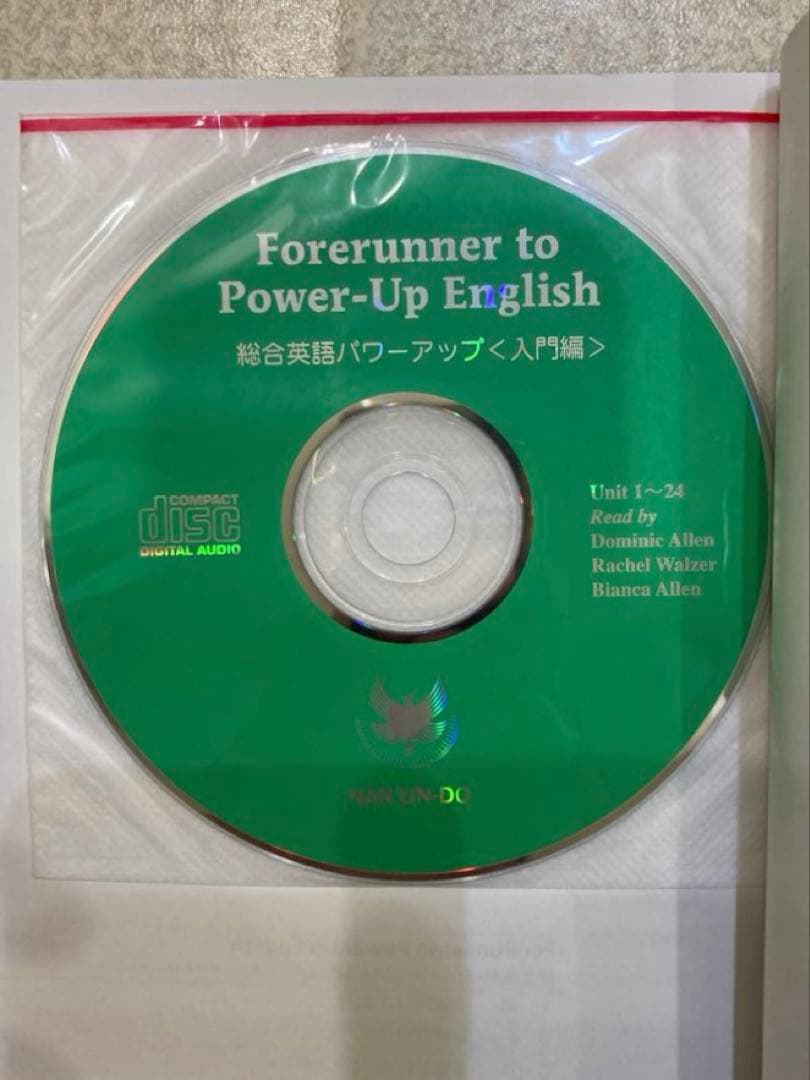 Forerunner to
Power-Up English
総合英語パワーアップ＜入門編＞
COMPACT
disc
DIGITAL AUDIO
Unit 1～24
Read by
Dominic Allen
Rachel Walzer
Bianca Allen
NAN'UN-DO